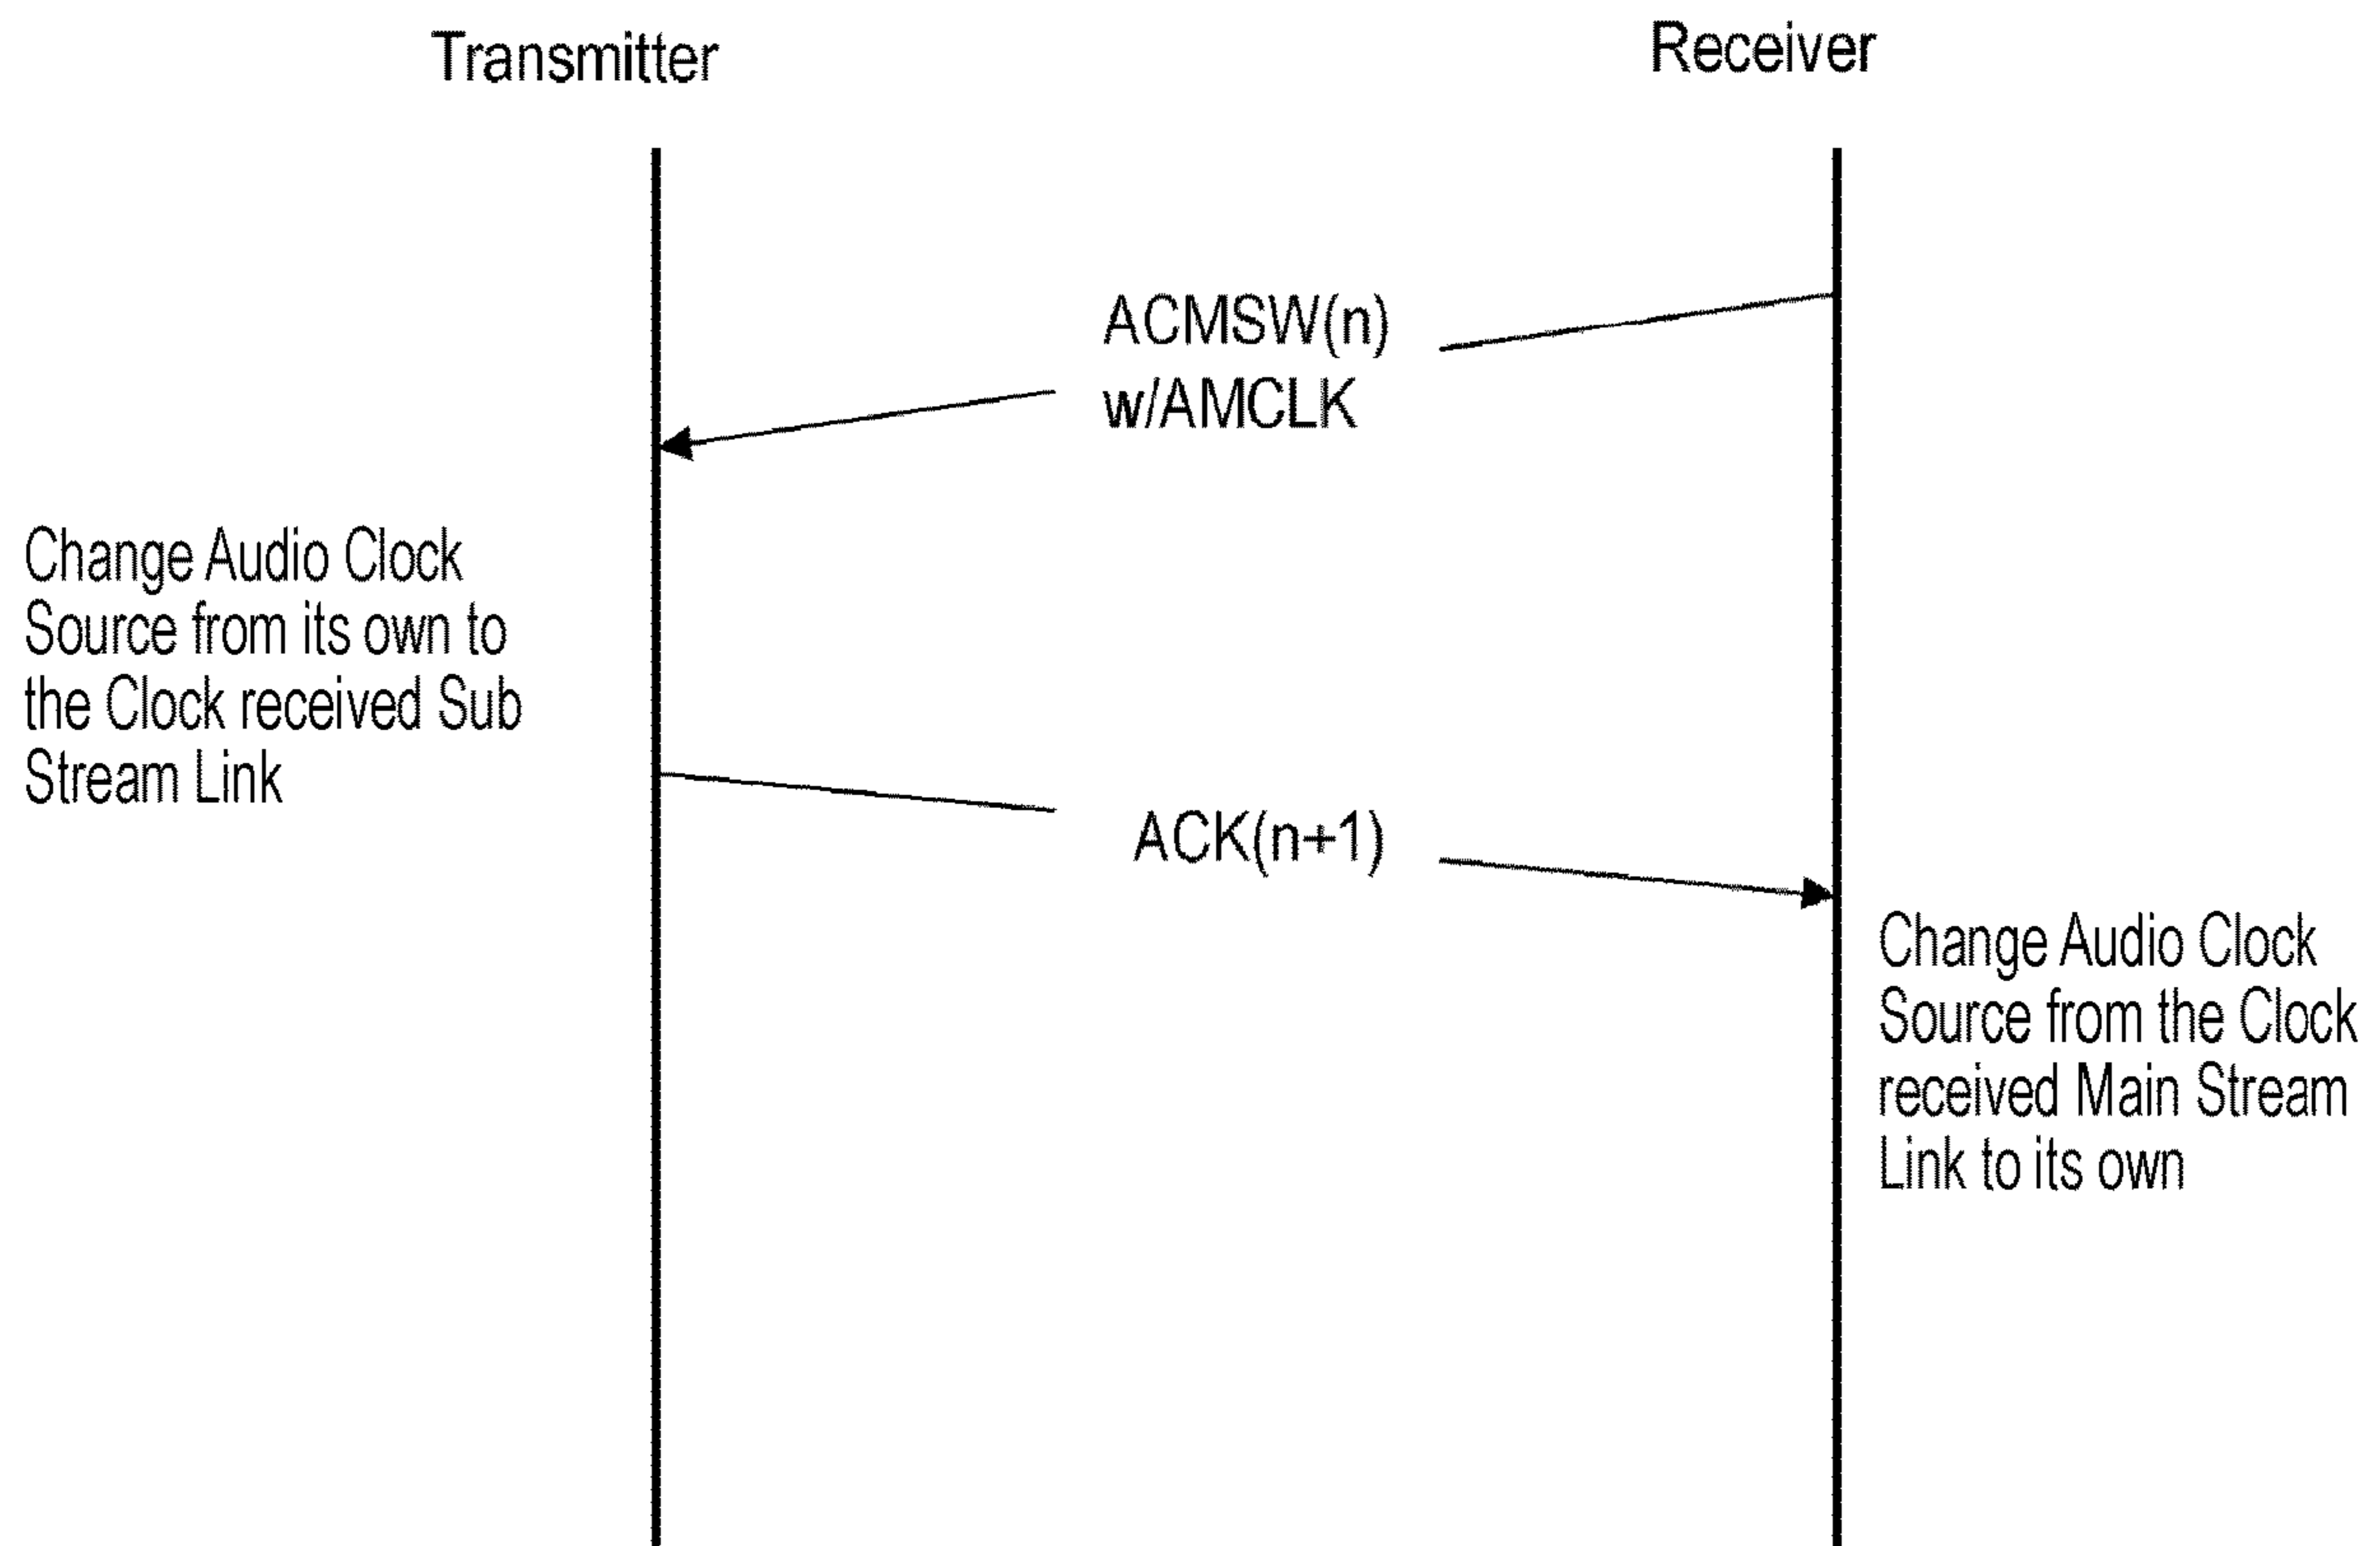 Transmitter
Receiver
ACMSW(n)
w/AMCLK
Change Audio Clock
Source from its own to
the Clock received Sub
Stream Link
ACK(n+1)
Change Audio Clock
Source from the Clock
received Main Stream
Link to its own